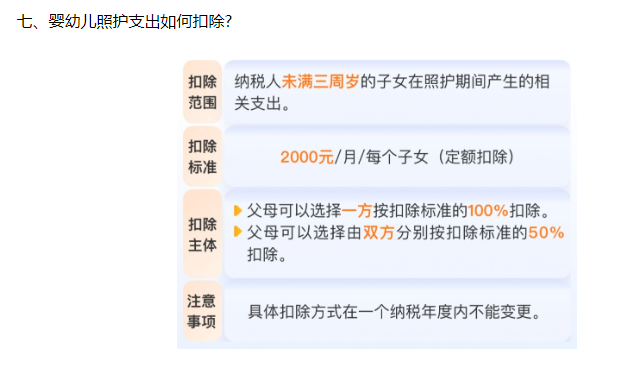 七、婴幼儿照护支出如何扣除?
扣除
范围
纳税人未满三周岁的子女在照护期间产生的相
关支出。
扣除
标准
2000元/月/每个子女（定额扣除）
扣除
主体
父母可以选择一方按扣除标准的100%扣除。
父母可以选择由双方分别按扣除标准的50%
扣除。
注意
事项
具体扣除方式在一个纳税年度内不能变更。